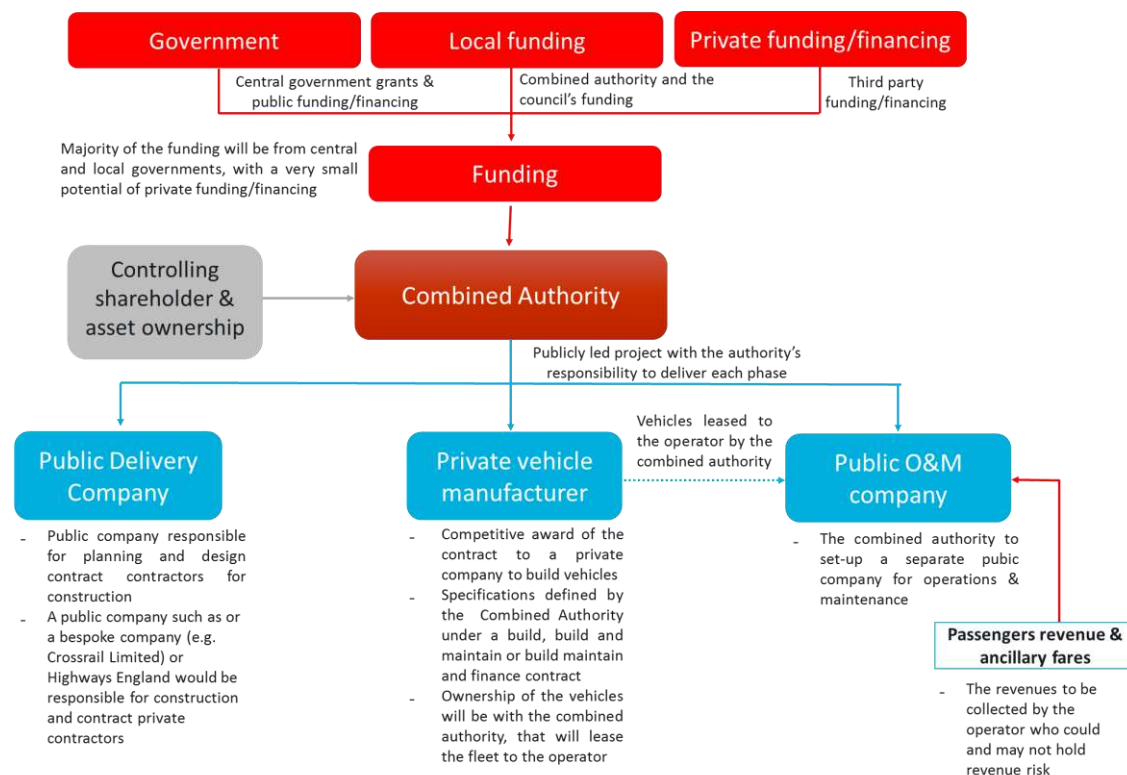 Government
Local funding
Private funding/financing
Central government grants &
public funding/financing
Combined authority and the
council's funding
Third party
funding/financing
Majority of the funding will be from central
and local governments, with a very small
potential of private funding/financing
Funding
Controlling
shareholder &
asset ownership
Combined Authority
Publicly led project with the authority's
responsibility to deliver each phase
Vehicles leased to
the operator by the
combined authority
Public Delivery
Company
Private vehicle
manufacturer
Public O&M
company
- Public company responsible
for planning and design
contract contractors for
construction
- A public company such as or
a bespoke company (e.g.
Crossrail Limited) or
Highways England would be
responsible for construction
and contract private
contractors
- Competitive award of the
contract to a private
company to build vehicles
- Specifications defined by
the Combined Authority
under a build, build and
maintain or build maintain
and finance contract
- Ownership of the vehicles
will be with the combined
authority, that will lease
the fleet to the operator
- The combined authority to
set-up a separate pubic
company for operations &
maintenance
Passengers revenue &
ancillary fares
- The revenues to be
collected by the
operator who could
and may not hold
revenue risk